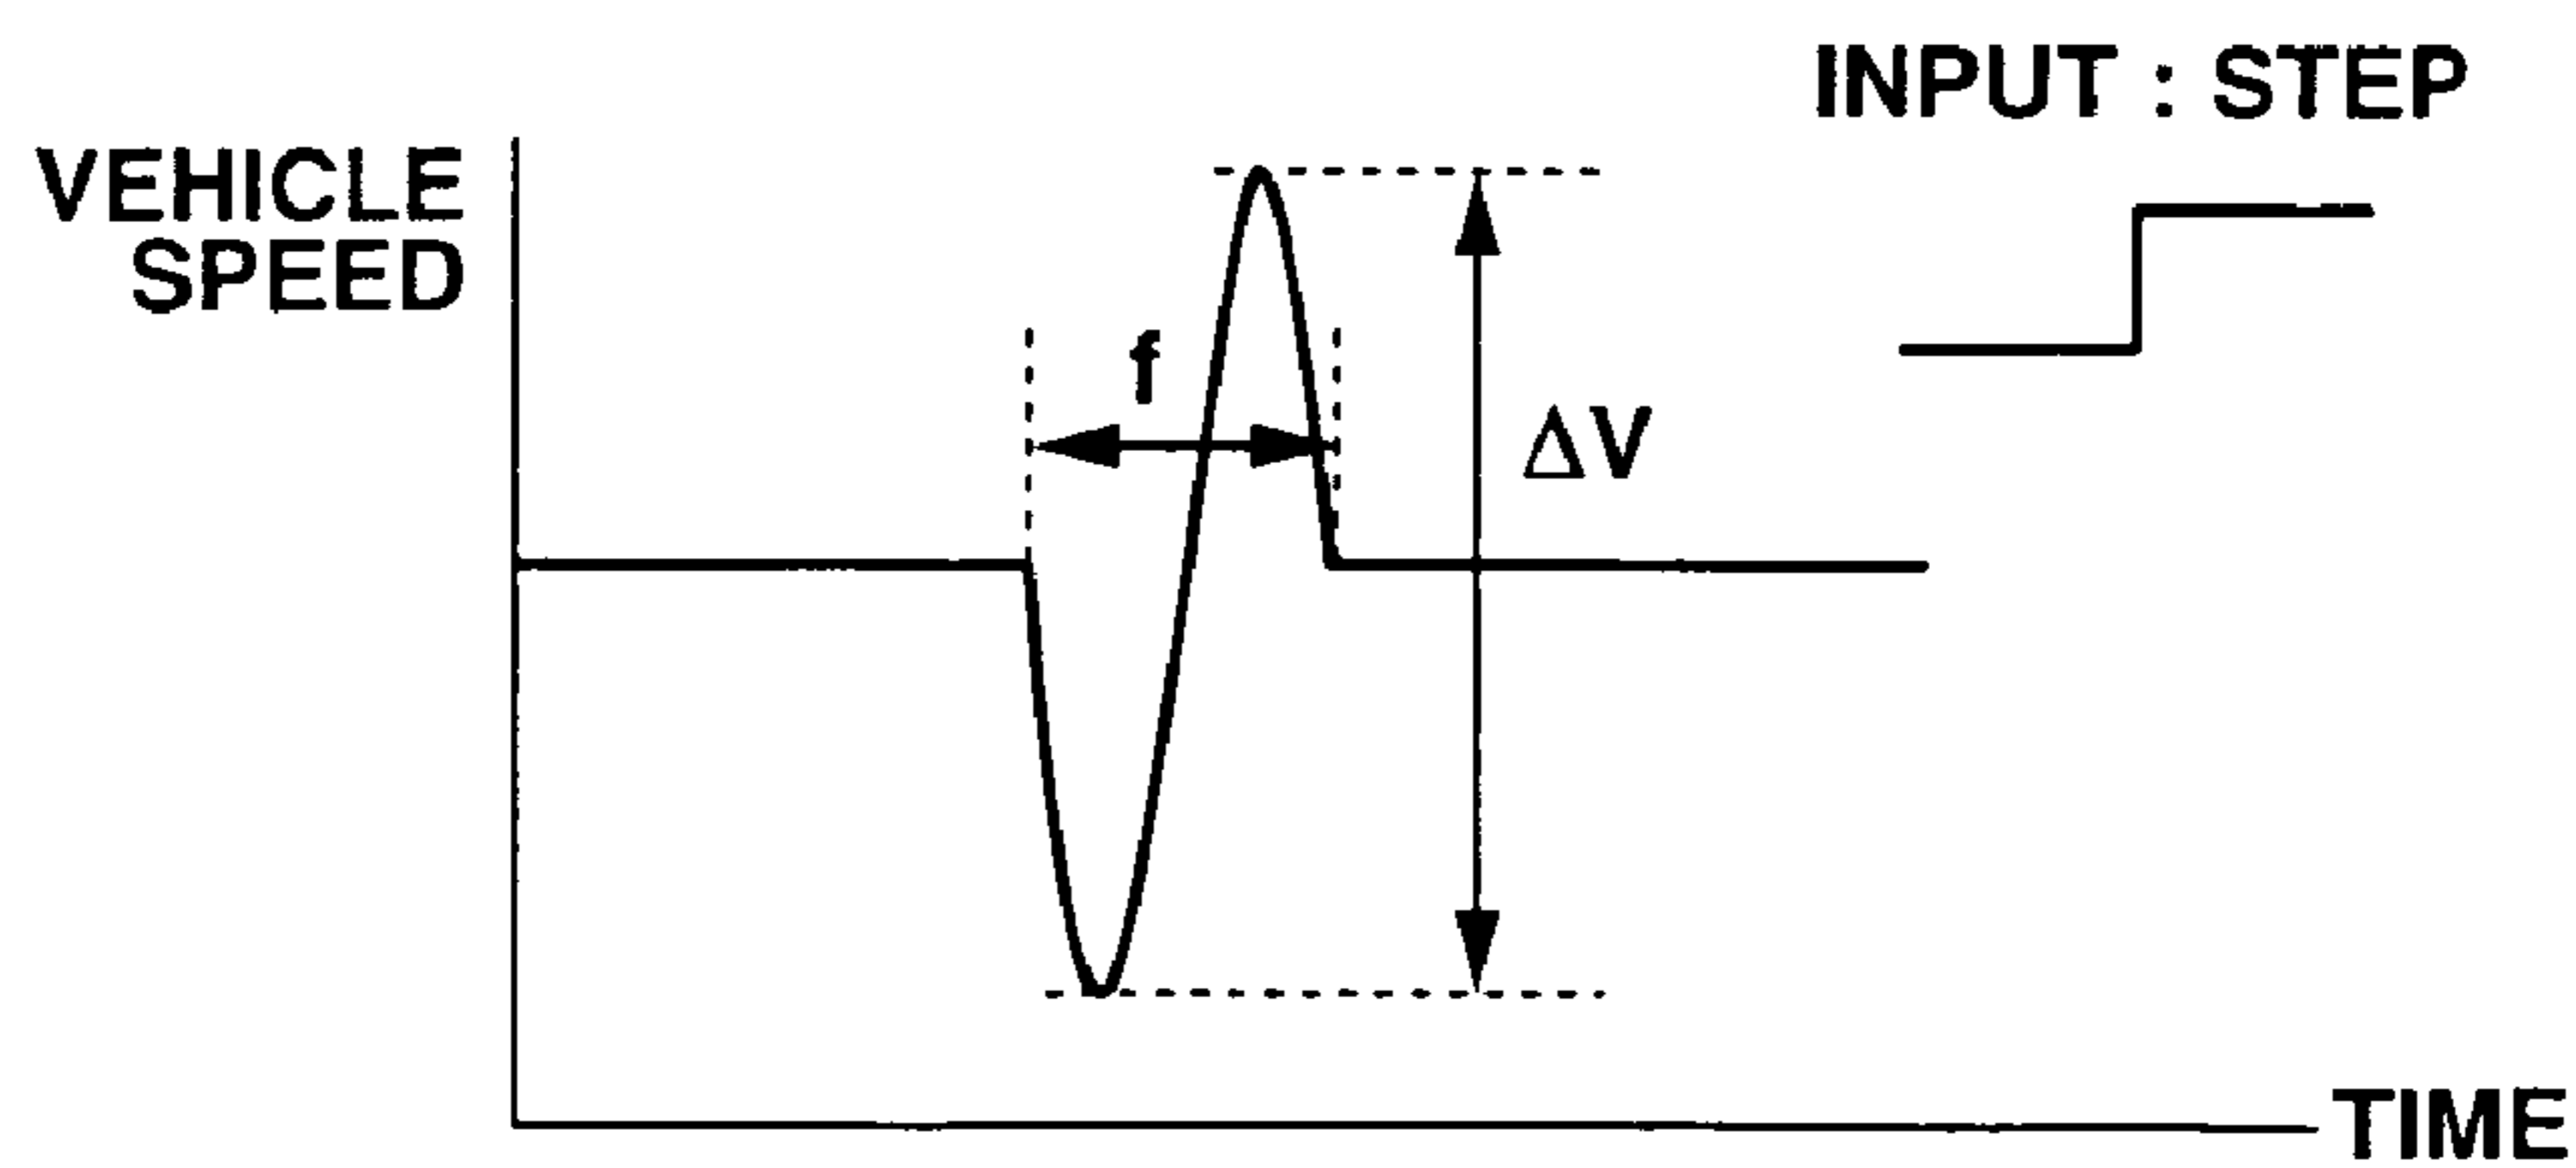 INPUT : STEP
VEHICLE
SPEED
f
ΔV
TIME